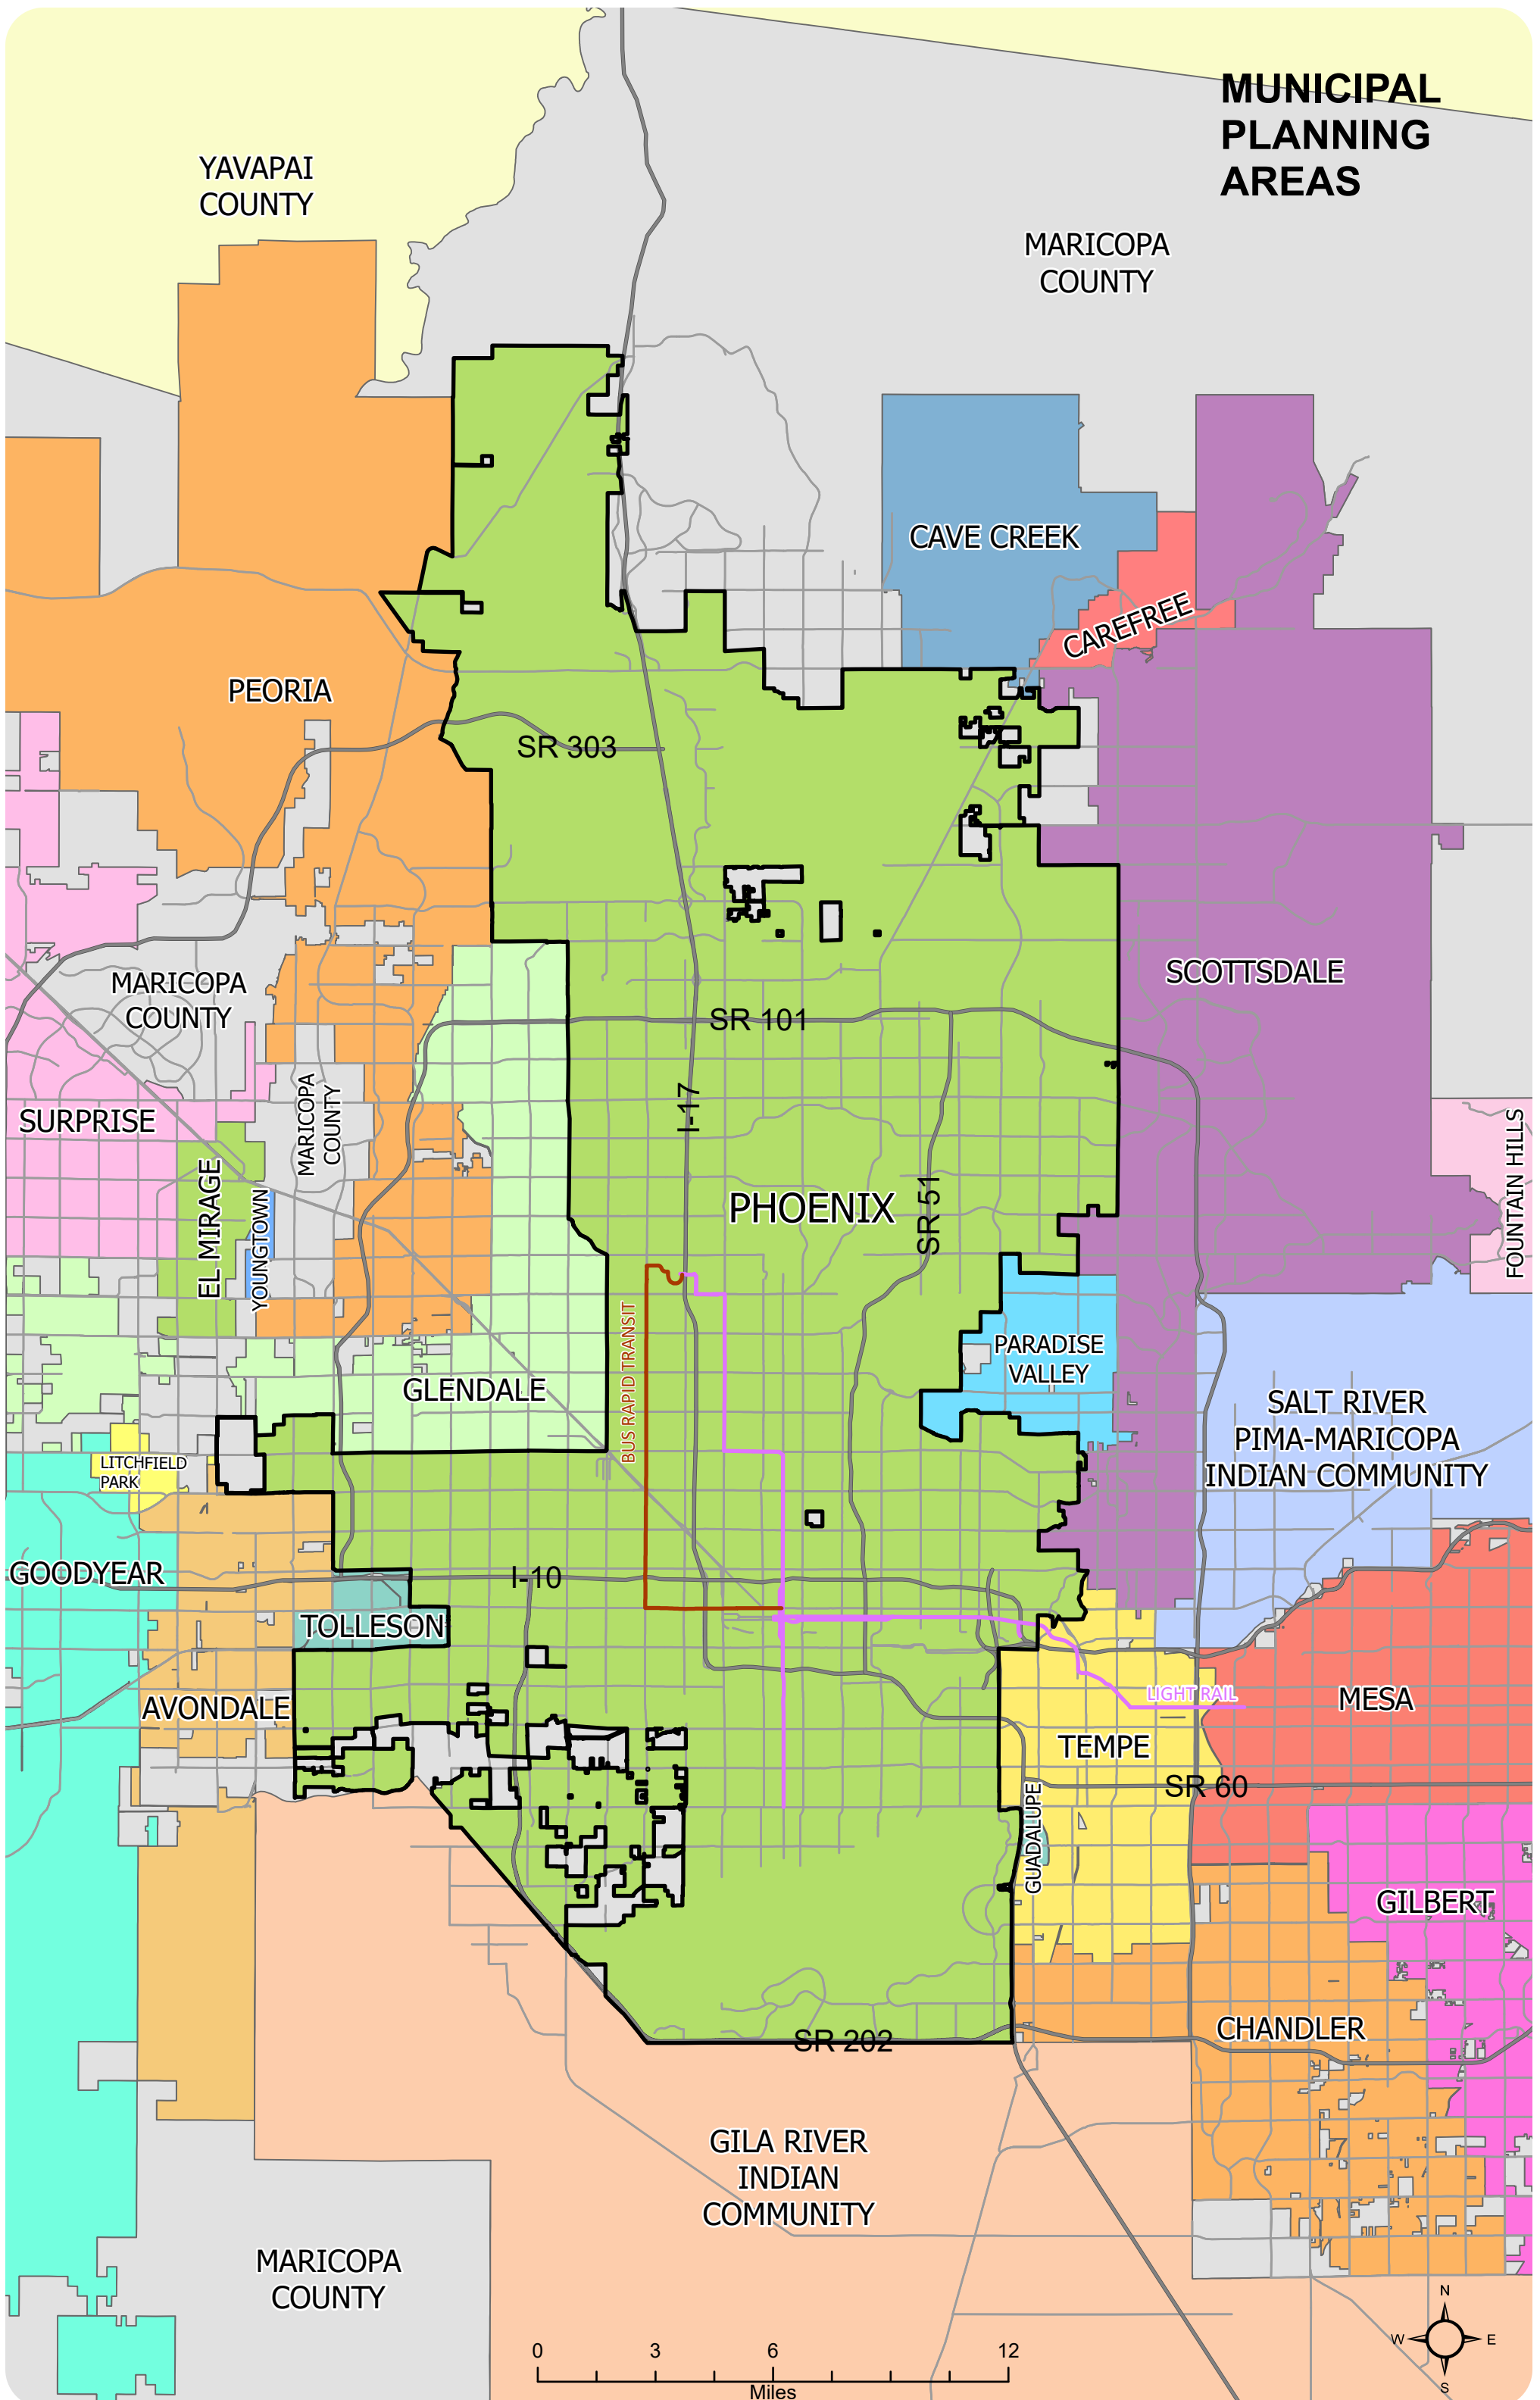 MUNICIPAL
PLANNING
AREAS
YAVAPAI
COUNTY
MARICOPA
COUNTY
CAVE CREEK
CAREFREE
PEORIA
SR 303
SCOTTSDALE
MARICOPA
COUNTY
SR 101
I-17
SURPRISE
MARICOPA
COUNTY
FOUNTAIN HILLS
EL MIRAGE
YOUNGTOWN
PHOENIX
SR 51
BUS RAPID TRANSIT
PARADISE
VALLEY
GLENDALE
SALT RIVER
PIMA-MARICOPA
INDIAN COMMUNITY
LITCHFIELD
PARK
GOODYEAR
I-10
TOLLESON
AVONDALE
LIGHT RAIL
MESA
TEMPE
SR 60
GUADALUPE
GILBERT
CHANDLER
SR 202
GILA RIVER
INDIAN
COMMUNITY
MARICOPA
COUNTY
0 3 6 12
Miles
N
W E
S